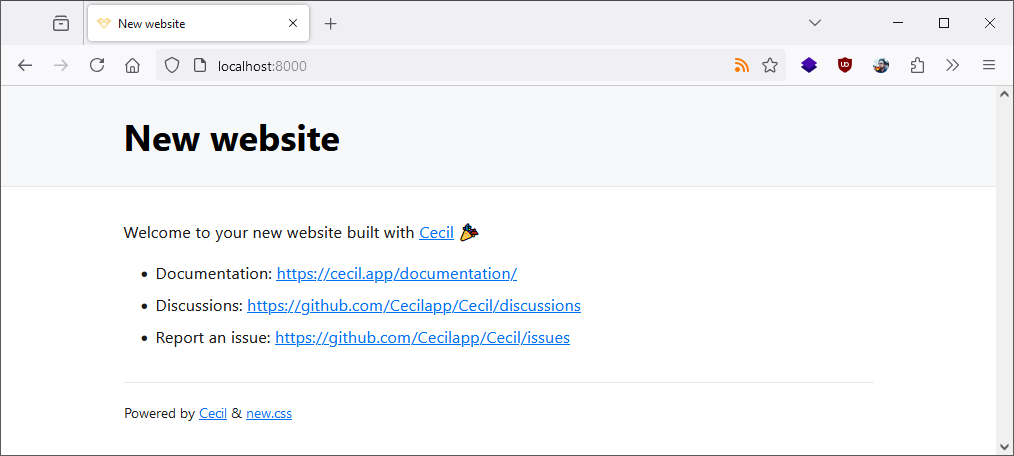 New website
localhost:8000
New website
Welcome to your new website built with Cecil 🎉
• Documentation: https://cecil.app/documentation/
• Discussions: https://github.com/Cecilapp/Cecil/discussions
• Report an issue: https://github.com/Cecilapp/Cecil/issues
Powered by Cecil & new.css